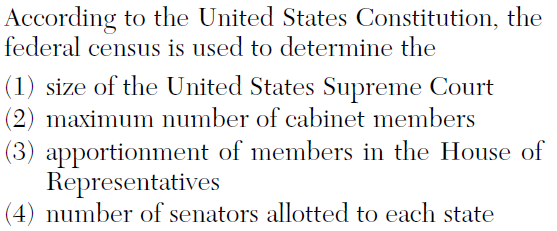 According to the United States Constitution, the
federal census is used to determine the
(1) size of the United States Supreme Court
(2) maximum number of cabinet members
(3) apportionment of members in the House of
Representatives
(4) number of senators allotted to each state